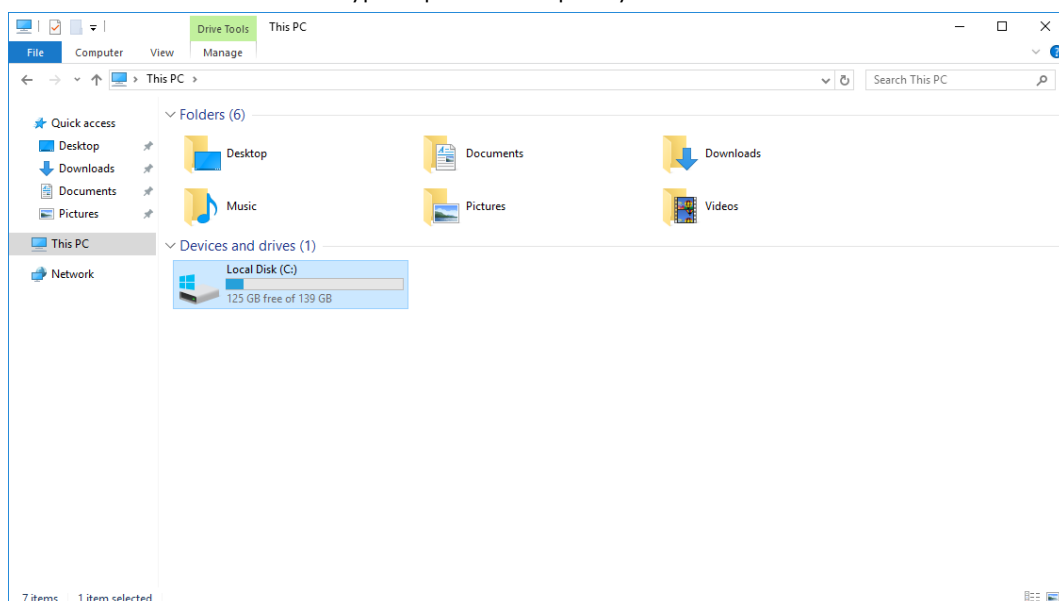 Drive Tools This PC
File Computer View Manage
This PC
Search This PC
Quick access
Desktop
Downloads
Documents
Pictures
This PC
Network
Folders (6)
Desktop Documents Downloads
Music Pictures Videos
Devices and drives (1)
Local Disk (C:)
125 GB free of 139 GB
7 items 1 item selected